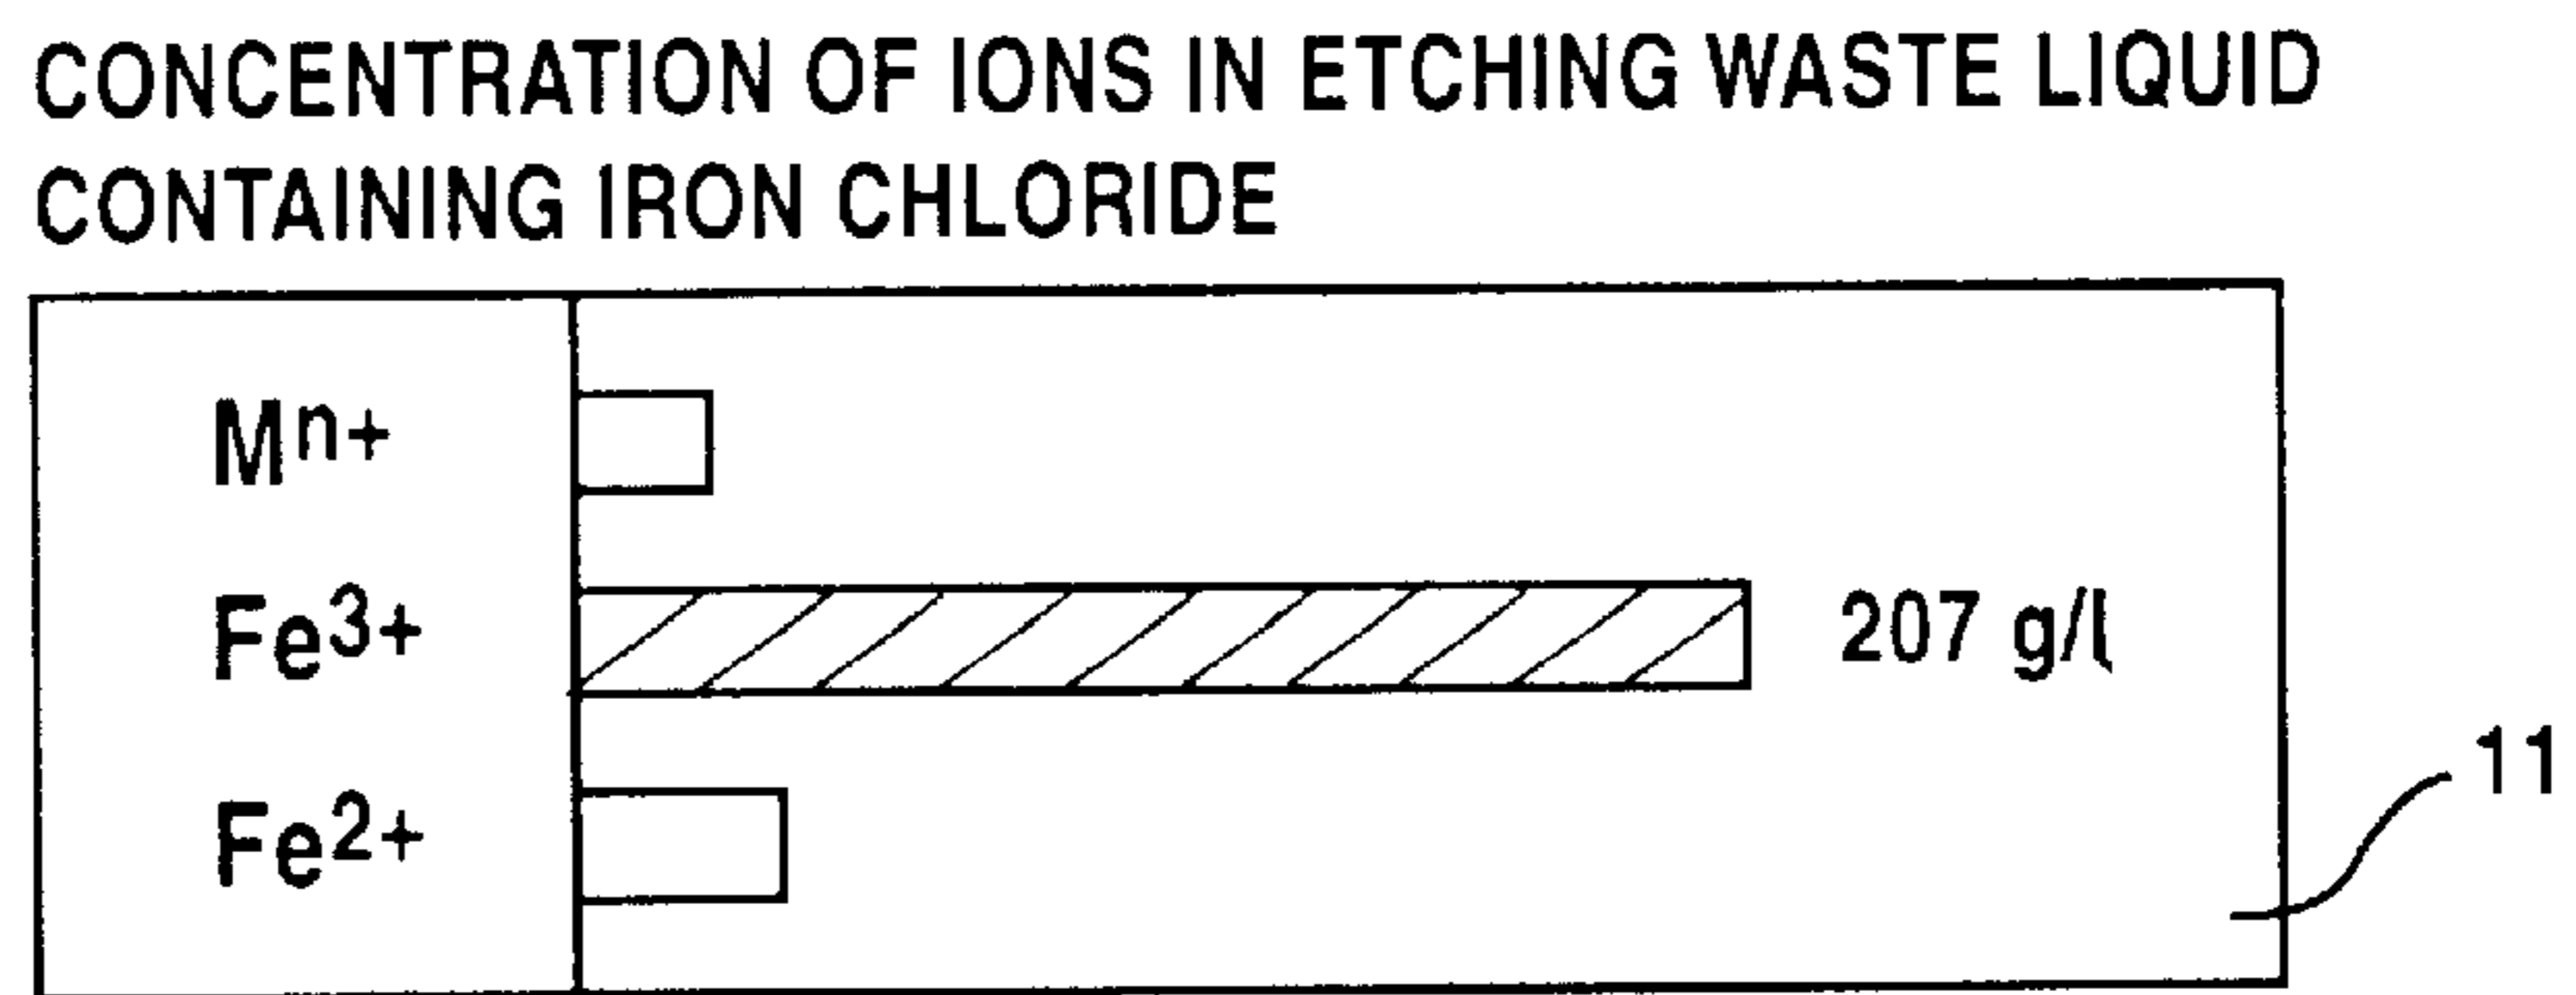 CONCENTRATION OF IONS IN ETCHING WASTE LIQUID
CONTAINING IRON CHLORIDE
Mⁿ⁺
Fe³⁺ 207 g/l
11
Fe²⁺